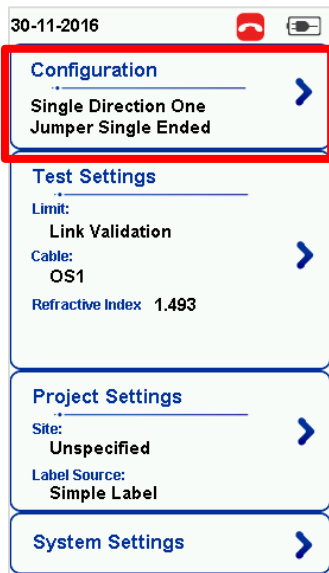 30-11-2016
Configuration
Single Direction One
Jumper Single Ended
Test Settings
Limit:
Link Validation
Cable:
OS1
Refractive Index 1.493
Project Settings
Site:
Unspecified
Label Source:
Simple Label
System Settings